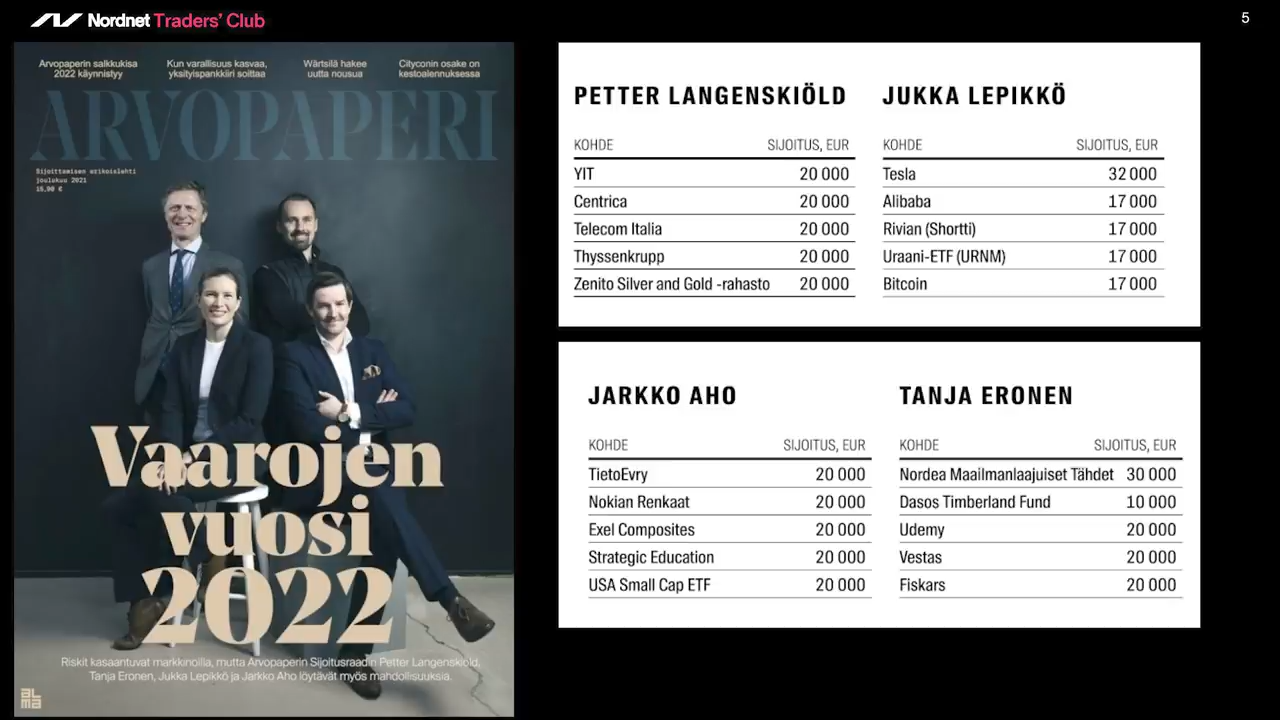 Nordnet Traders' Club
5
Arvopaperin salkkukisa
2022 käynnistyy
Kun varallisuus kasvaa,
yksityispankkiiri soittaa
Wärtsilä hakee
uutta nousua
Cityconin osake on
kestoalennuksessa
ARVOPAPERI
Sijoittamisen erikoislehti
joulukuu 2021
15,90 €
Vaarojen
vuosi
2022
Riskit kasaantuvat markkinoilla, mutta Arvopaperin Sijoitusraadin Petter Langenskiöld,
Tanja Eronen, Jukka Lepikkö ja Jarkko Aho löytävät myös mahdollisuuksia.
alma
PETTER LANGENSKIÖLD
KOHDE SIJOITUS, EUR
YIT 20 000
Centrica 20 000
Telecom Italia 20 000
Thyssenkrupp 20 000
Zenito Silver and Gold -rahasto 20 000
JUKKA LEPIKKÖ
KOHDE SIJOITUS, EUR
Tesla 32 000
Alibaba 17 000
Rivian (Shortti) 17 000
Uraani-ETF (URNM) 17 000
Bitcoin 17 000
JARKKO AHO
KOHDE SIJOITUS, EUR
TietoEvry 20 000
Nokian Renkaat 20 000
Exel Composites 20 000
Strategic Education 20 000
USA Small Cap ETF 20 000
TANJA ERONEN
KOHDE SIJOITUS, EUR
Nordea Maailmanlaajuiset Tähdet 30 000
Dasos Timberland Fund 10 000
Udemy 20 000
Vestas 20 000
Fiskars 20 000